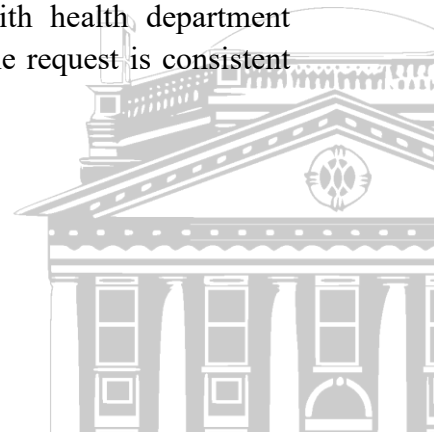 ith health department
e request is consistent